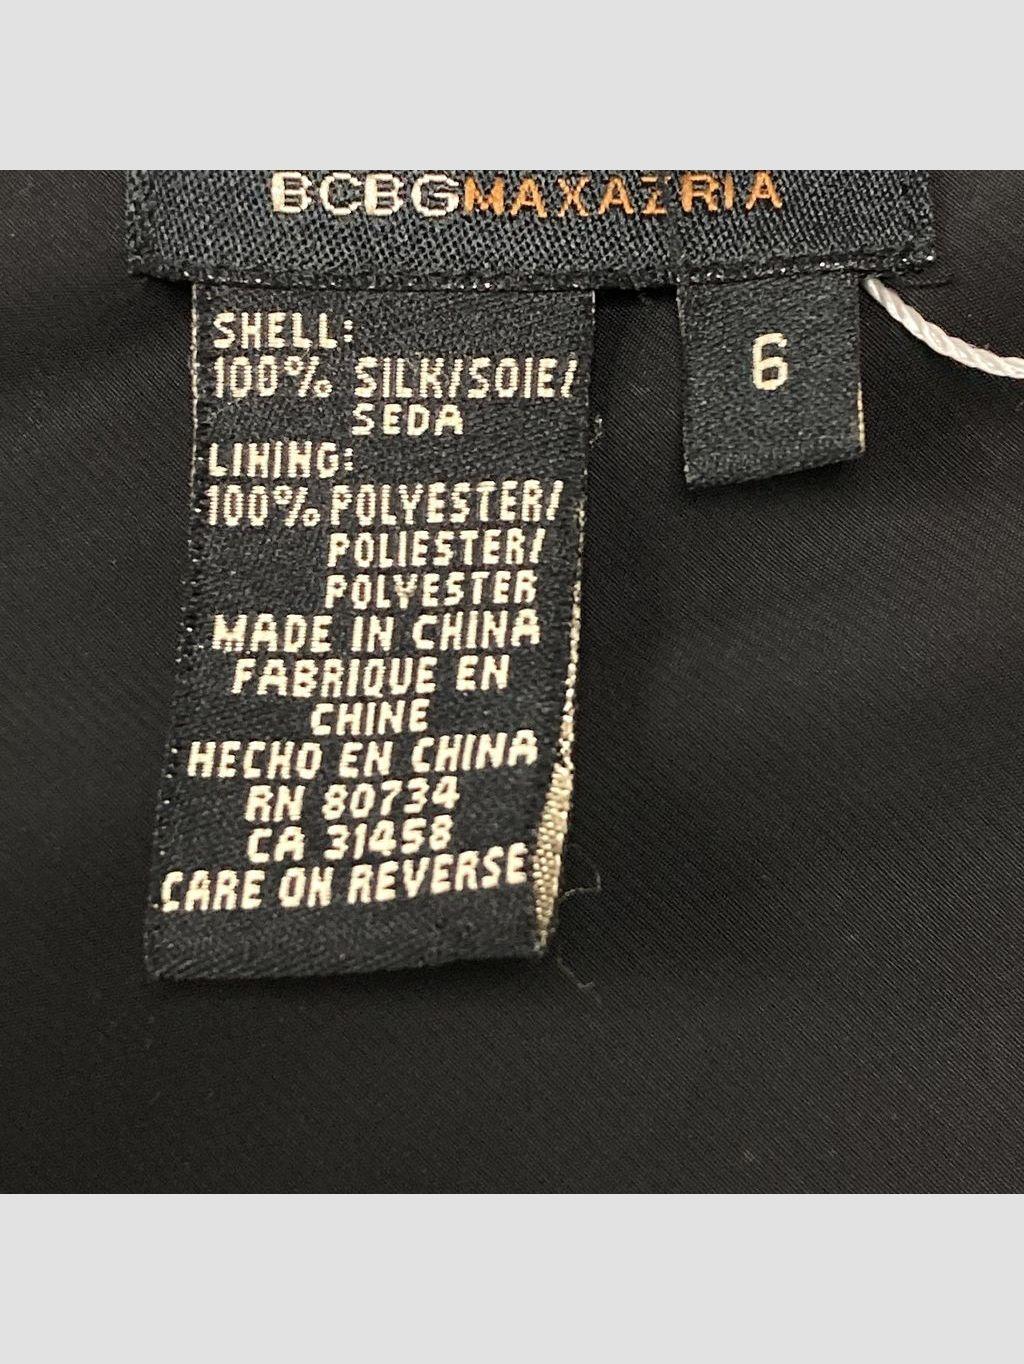 BCBGMAXAZRIA
6
SHELL:
100% SILK/SOIE/
SEDA
LINING:
100% POLYESTER/
POLIESTER/
POLYESTER
MADE IN CHINA
FABRIQUE EN
CHINE
HECHO EN CHINA
RN 80734
CA 31458
CARE ON REVERSE